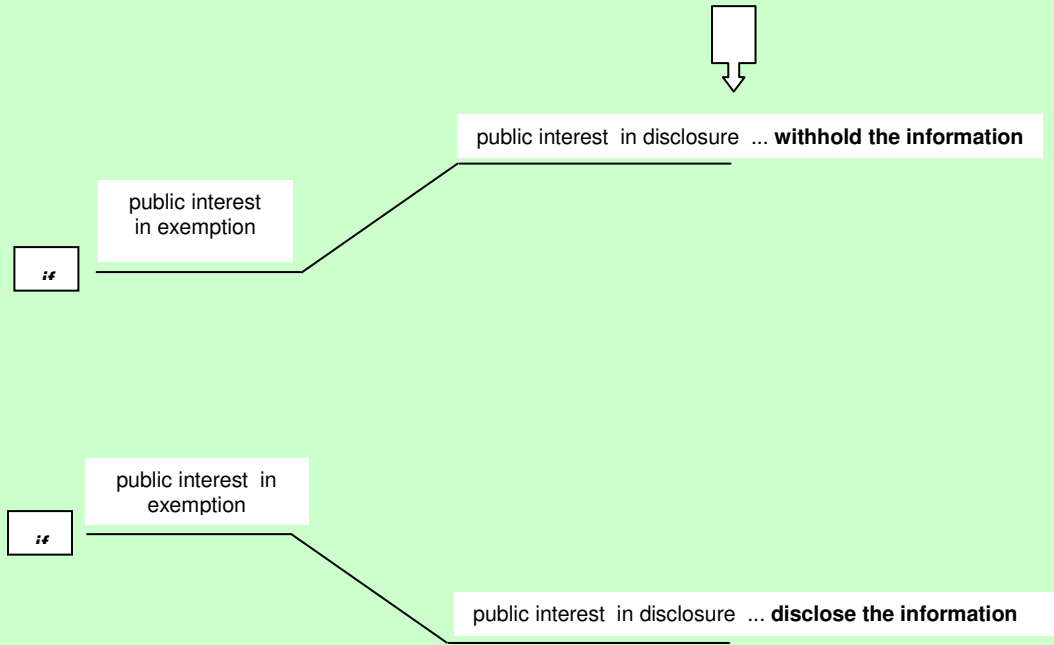 public interest in disclosure ... withhold the information
public interest
in exemption
if
public interest in
exemption
if
public interest in disclosure ... disclose the information